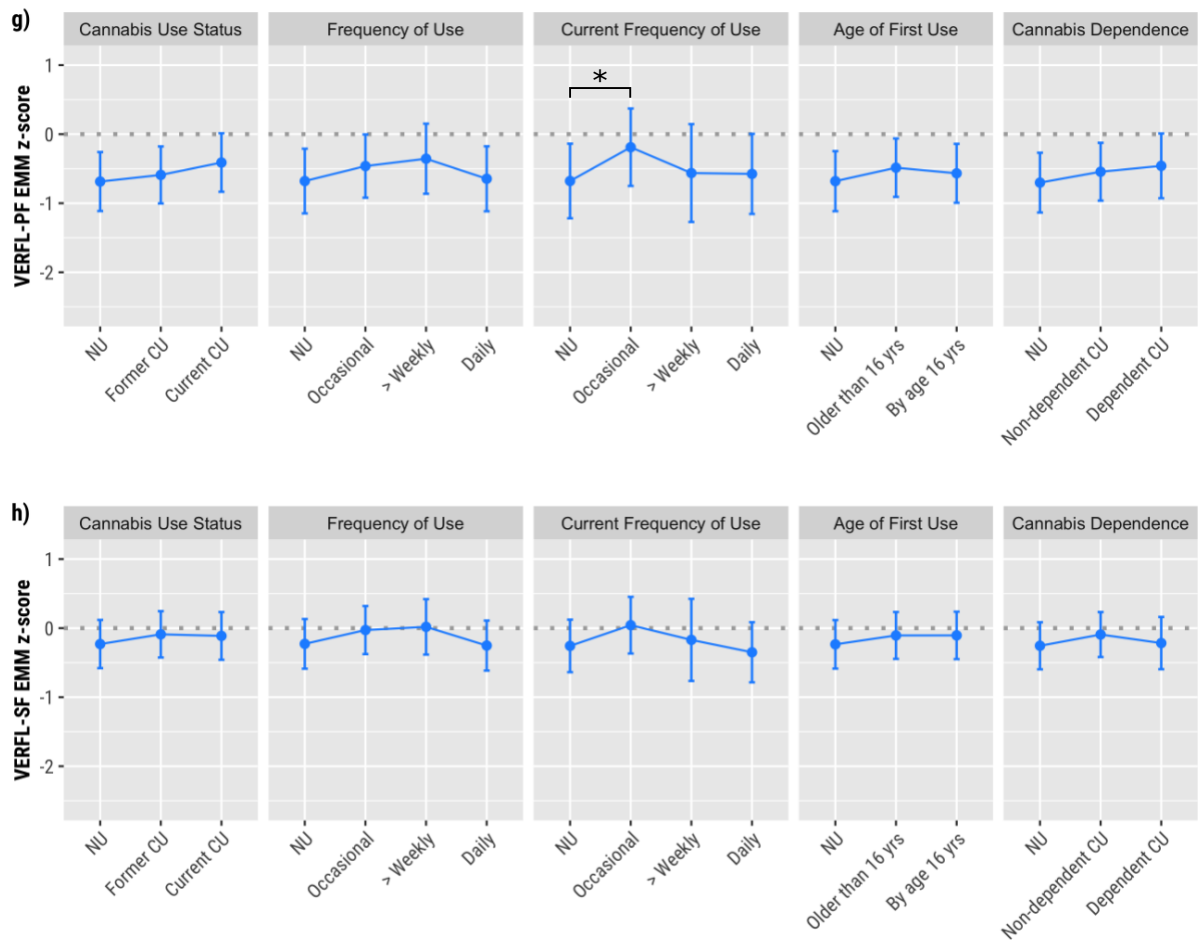 g)
Cannabis Use Status Frequency of Use Current Frequency of Use Age of First Use Cannabis Dependence
VERFL-PF EMM z-score
1
*
0
-1
-2
NU Former CU Current CU NU Occasional > Weekly Daily NU Occasional > Weekly Daily NU Older than 16 yrs By age 16 yrs NU Non-dependent CU Dependent CU
h)
Cannabis Use Status Frequency of Use Current Frequency of Use Age of First Use Cannabis Dependence
VERFL-SF EMM z-score
1
0
-1
-2
NU Former CU Current CU NU Occasional > Weekly Daily NU Occasional > Weekly Daily NU Older than 16 yrs By age 16 yrs NU Non-dependent CU Dependent CU